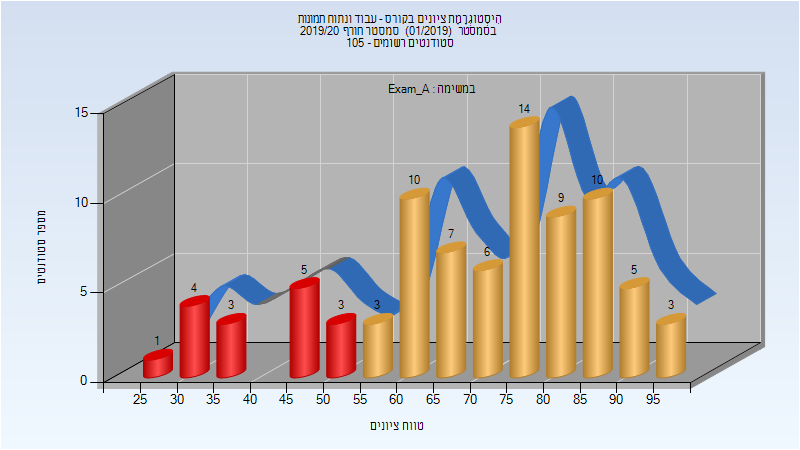 היסטוגרמת ציונים בקורס - עבוד ונתוח תמונות
בסמסטר (01/2019) סמסטר חורף 2019/20
סטודנטים רשומים - 105
במשימה : Exam_A
מספר סטודנטים
15
10
5
0
1
4
3
5
3
3
10
7
6
14
9
10
5
3
25 30 35 40 45 50 55 60 65 70 75 80 85 90 95
טווח ציונים